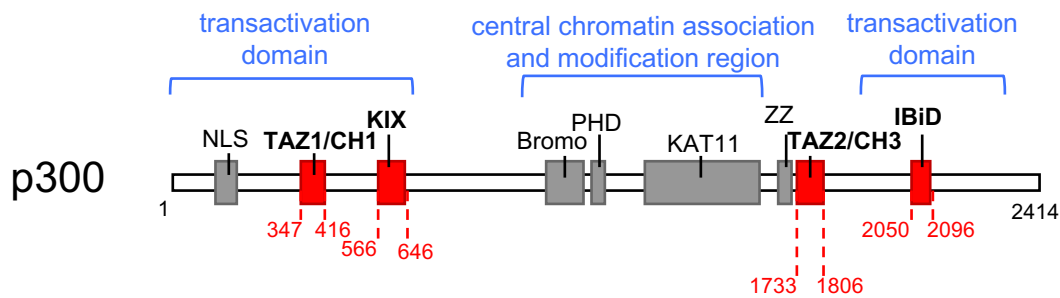 transactivation
domain
central chromatin association
and modification region
transactivation
domain
NLS
TAZ1/CH1
KIX
Bromo
PHD
KAT11
ZZ
TAZ2/CH3
IBiD
p300
1
347
416
566
646
1733
1806
2050
2096
2414